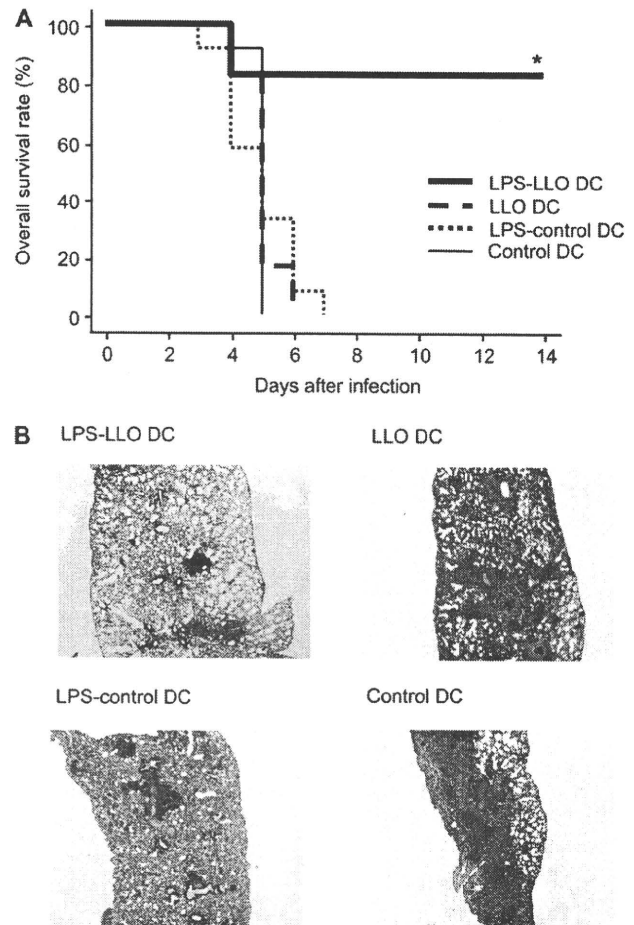 A
Overall survival rate (%)
100
80
60
40
20
0
*
LPS-LLO DC
LLO DC
LPS-control DC
Control DC
0 2 4 6 8 10 12 14
Days after infection
B
LPS-LLO DC LLO DC
LPS-control DC Control DC